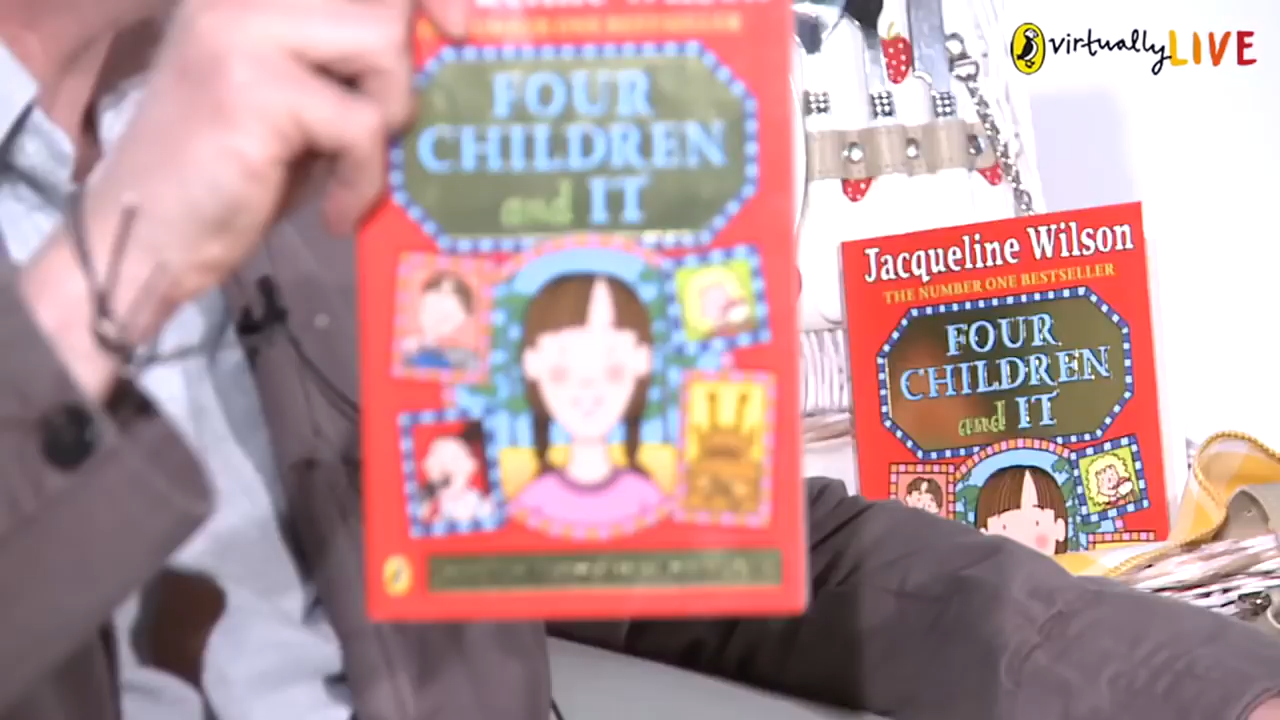 virtuallyLIVE
FOUR
CHILDREN
and IT
Jacqueline Wilson
THE NUMBER ONE BESTSELLER
FOUR
CHILDREN
and IT